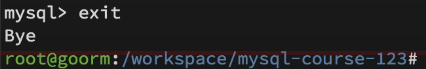 mysql> exit
Bye
root@goorm:/workspace/mysql-course-123#